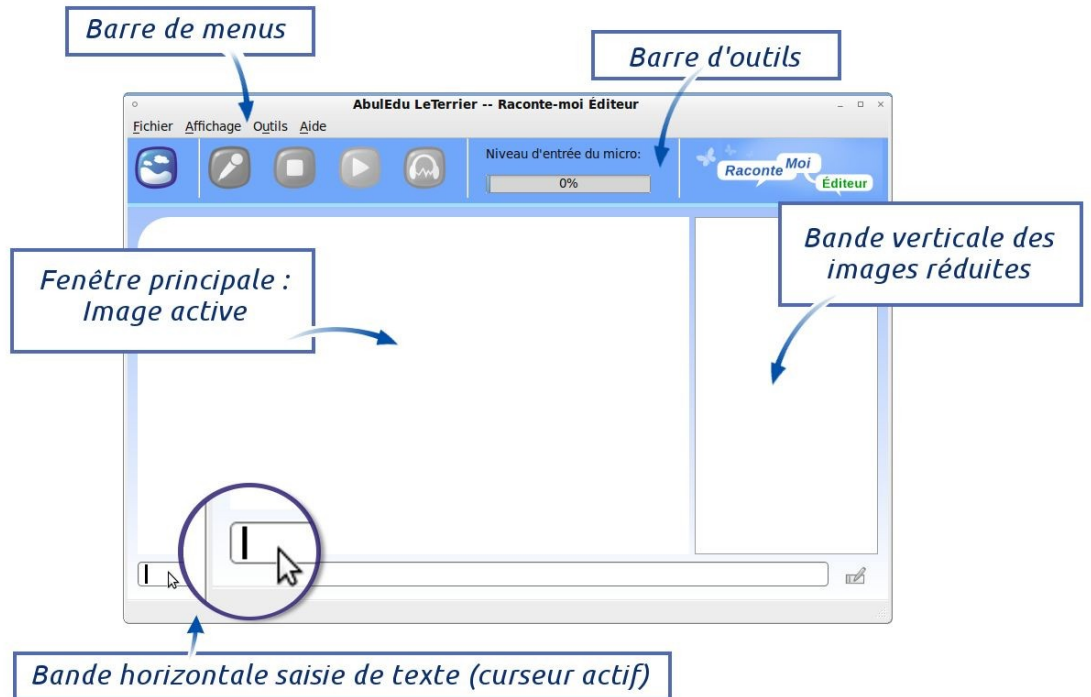 Barre de menus
Barre d'outils
AbulEdu LeTerrier -- Raconte-moi Éditeur
Fichier Affichage Outils Aide
Niveau d'entrée du micro:
0%
Raconte Moi
Éditeur
Bande verticale des
images réduites
Fenêtre principale :
Image active
Bande horizontale saisie de texte (curseur actif)